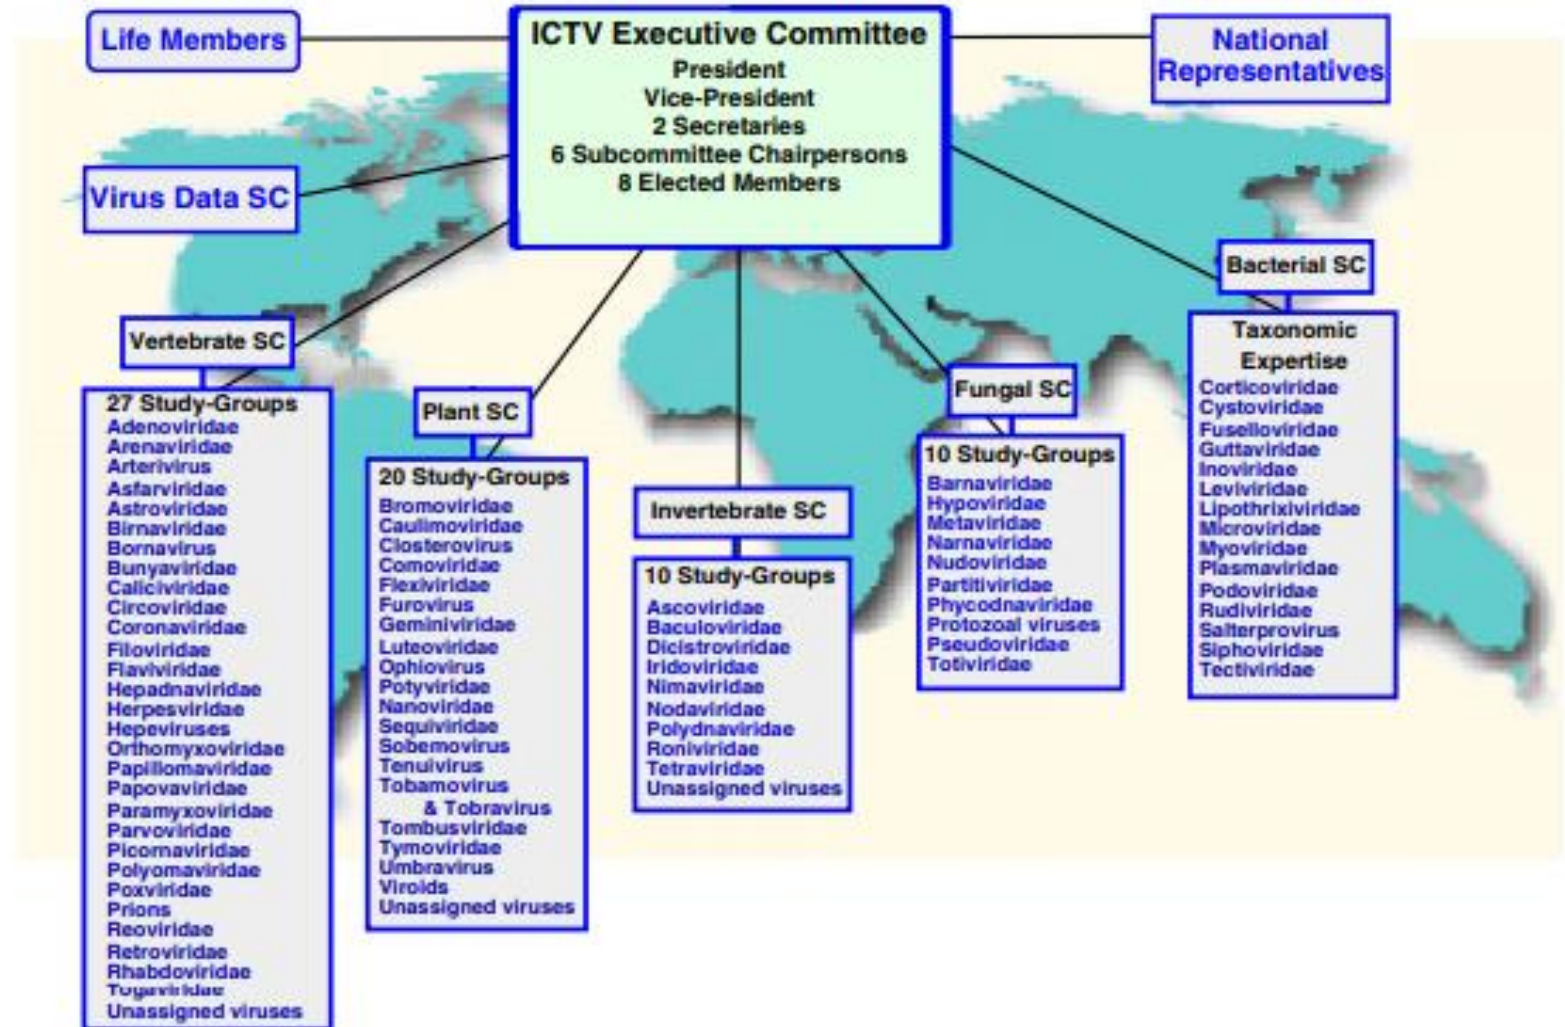 Life Members
ICTV Executive Committee
President
Vice-President
2 Secretaries
6 Subcommittee Chairpersons
8 Elected Members
National
Representatives
Virus Data SC
Vertebrate SC
27 Study-Groups
Adenoviridae
Arenaviridae
Arterivirus
Asfarviridae
Astroviridae
Birnaviridae
Bornavirus
Bunyaviridae
Caliciviridae
Circoviridae
Coronaviridae
Filoviridae
Flaviviridae
Hepadnaviridae
Herpesviridae
Hepeviruses
Orthomyxoviridae
Papillomaviridae
Papovaviridae
Paramyxoviridae
Parvoviridae
Picornaviridae
Polyomaviridae
Poxviridae
Prions
Reoviridae
Retroviridae
Rhabdoviridae
Togaviridae
Unassigned viruses
Plant SC
20 Study-Groups
Bromoviridae
Caulimoviridae
Closterovirus
Comoviridae
Flexiviridae
Furovirus
Geminiviridae
Luteoviridae
Ophiovirus
Potyviridae
Nanoviridae
Sequiviridae
Sobemovirus
Tenuivirus
Tobamovirus
& Tobravirus
Tombusviridae
Tymoviridae
Umbravirus
Viroids
Unassigned viruses
Invertebrate SC
10 Study-Groups
Ascoviridae
Baculoviridae
Dicistroviridae
Iridoviridae
Nimaviridae
Nodaviridae
Polydnaviridae
Roniviridae
Tetraviridae
Unassigned viruses
Fungal SC
10 Study-Groups
Barnaviridae
Hypoviridae
Metaviridae
Narnaviridae
Nudoviridae
Partitiviridae
Phycodnaviridae
Protozoal viruses
Pseudoviridae
Totiviridae
Bacterial SC
Taxonomic
Expertise
Corticoviridae
Cystoviridae
Fuselloviridae
Guttaviridae
Inoviridae
Leviviridae
Lipothrixiviridae
Microviridae
Myoviridae
Plasmaviridae
Podoviridae
Rudiviridae
Salterprovirus
Siphoviridae
Tectiviridae